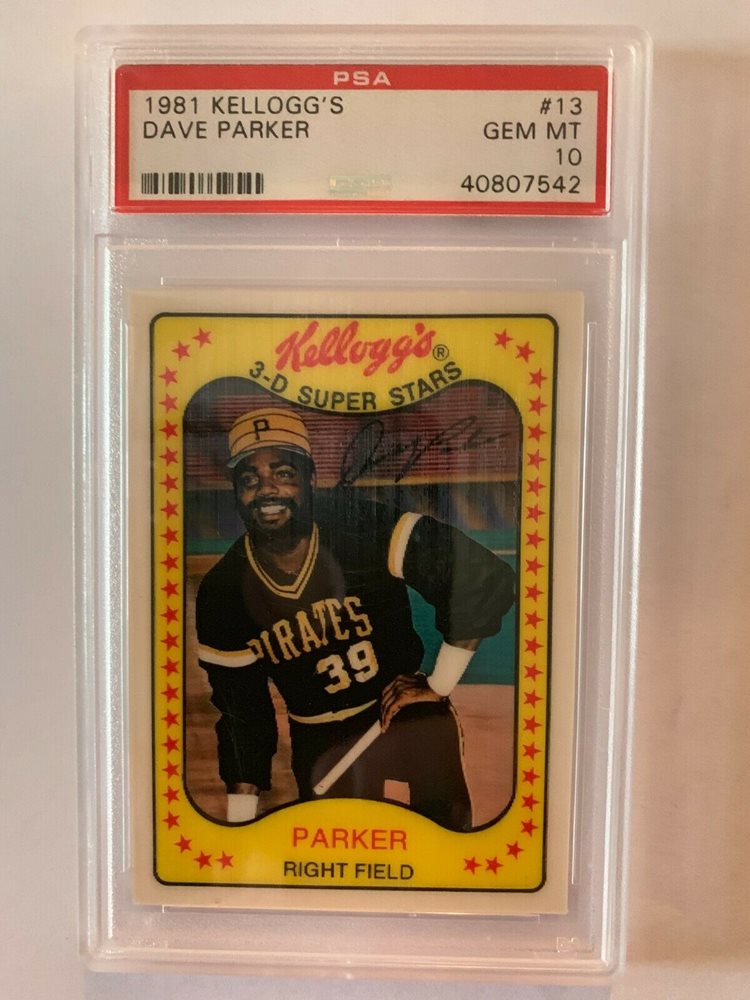 PSA
1981 KELLOGG'S #13
DAVE PARKER GEM MT
10
40807542
Kellogg's®
3-D SUPER STARS
P
PIRATES
39
PARKER
RIGHT FIELD